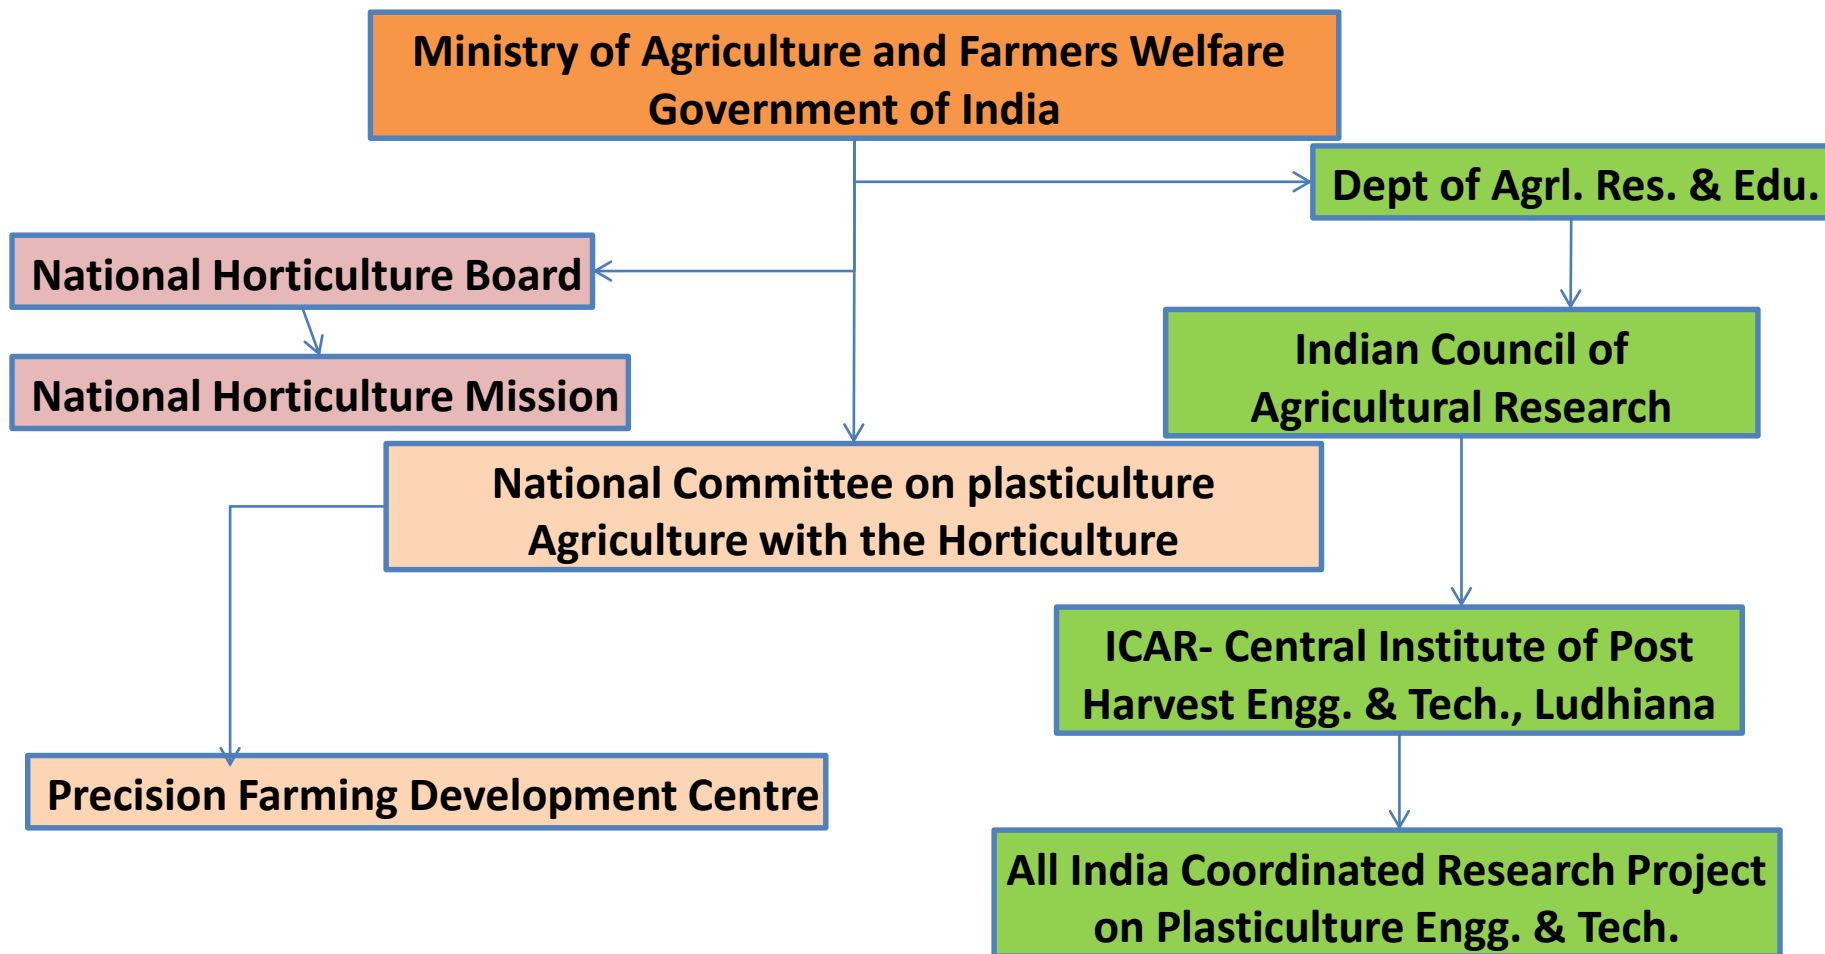 Ministry of Agriculture and Farmers Welfare
Government of India
Dept of Agrl. Res. & Edu.
National Horticulture Board
National Horticulture Mission
Indian Council of
Agricultural Research
National Committee on plasticulture
Agriculture with the Horticulture
ICAR- Central Institute of Post
Harvest Engg. & Tech., Ludhiana
Precision Farming Development Centre
All India Coordinated Research Project
on Plasticulture Engg. & Tech.